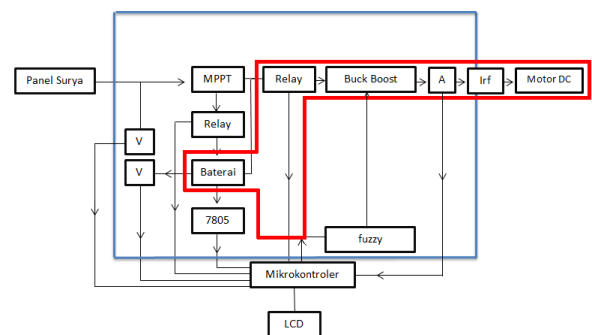 Panel Surya
MPPT
Relay
Buck Boost
A
Irf
Motor DC
Relay
V
V
Baterai
7805
fuzzy
Mikrokontroler
LCD